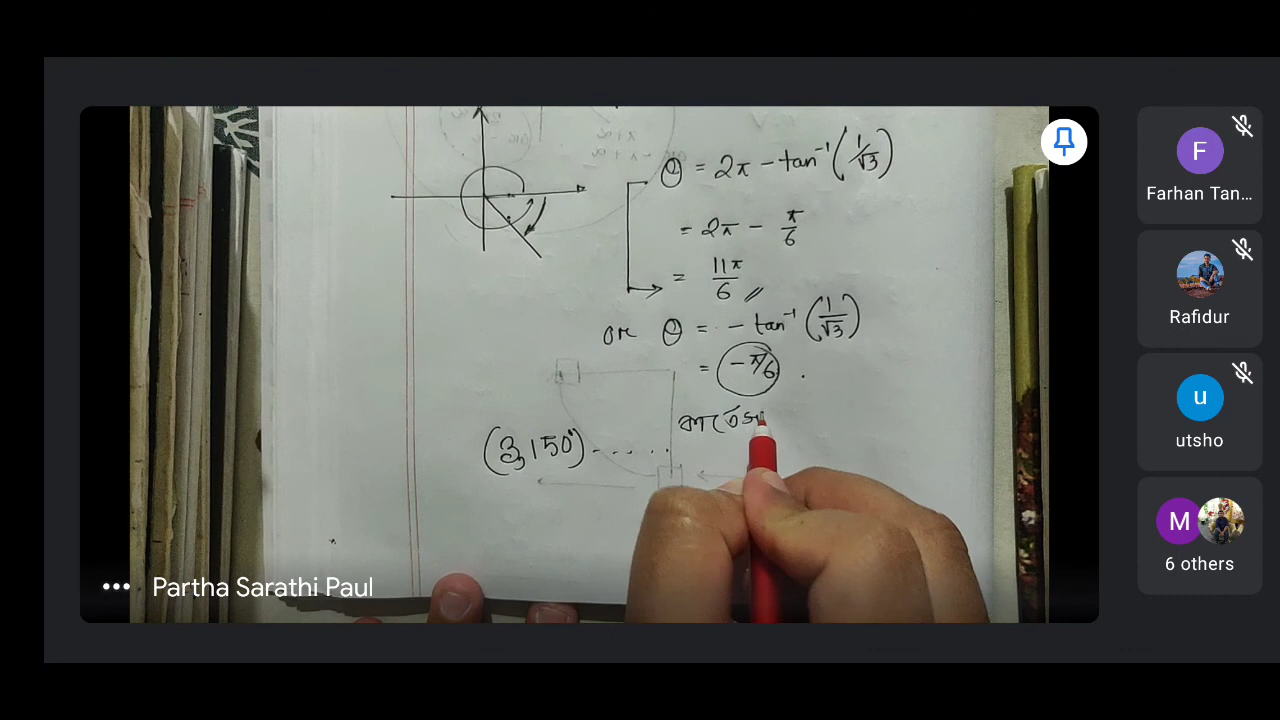 θ = 2π − tan⁻¹(1/√3)
= 2π − π/6
= 11π/6 //
or θ = − tan⁻¹(1/√3)
= −π/6 .
(3, 150°) . . . . .
Partha Sarathi Paul
Farhan Tan...
Rafidur
u
utsho
M
6 others
F